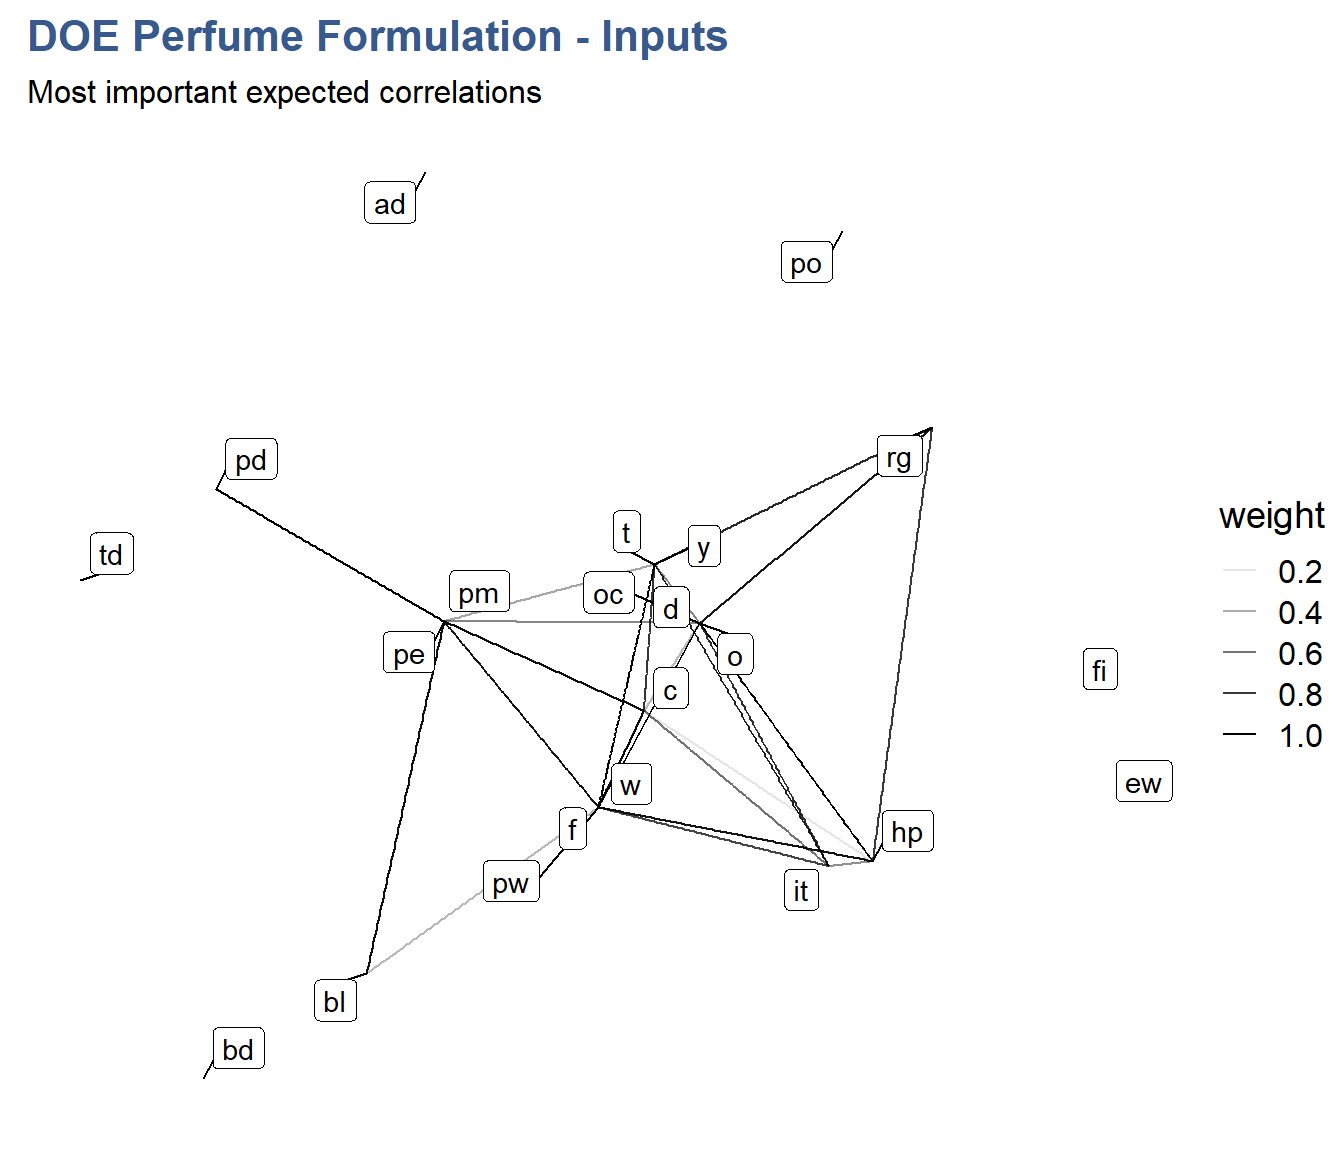 DOE Perfume Formulation - Inputs
Most important expected correlations
ad
po
rg
pd
t
y
td
pm
oc
d
pe
o
c
fi
w
ew
f
hp
pw
it
bl
bd
weight
0.2
0.4
0.6
0.8
1.0